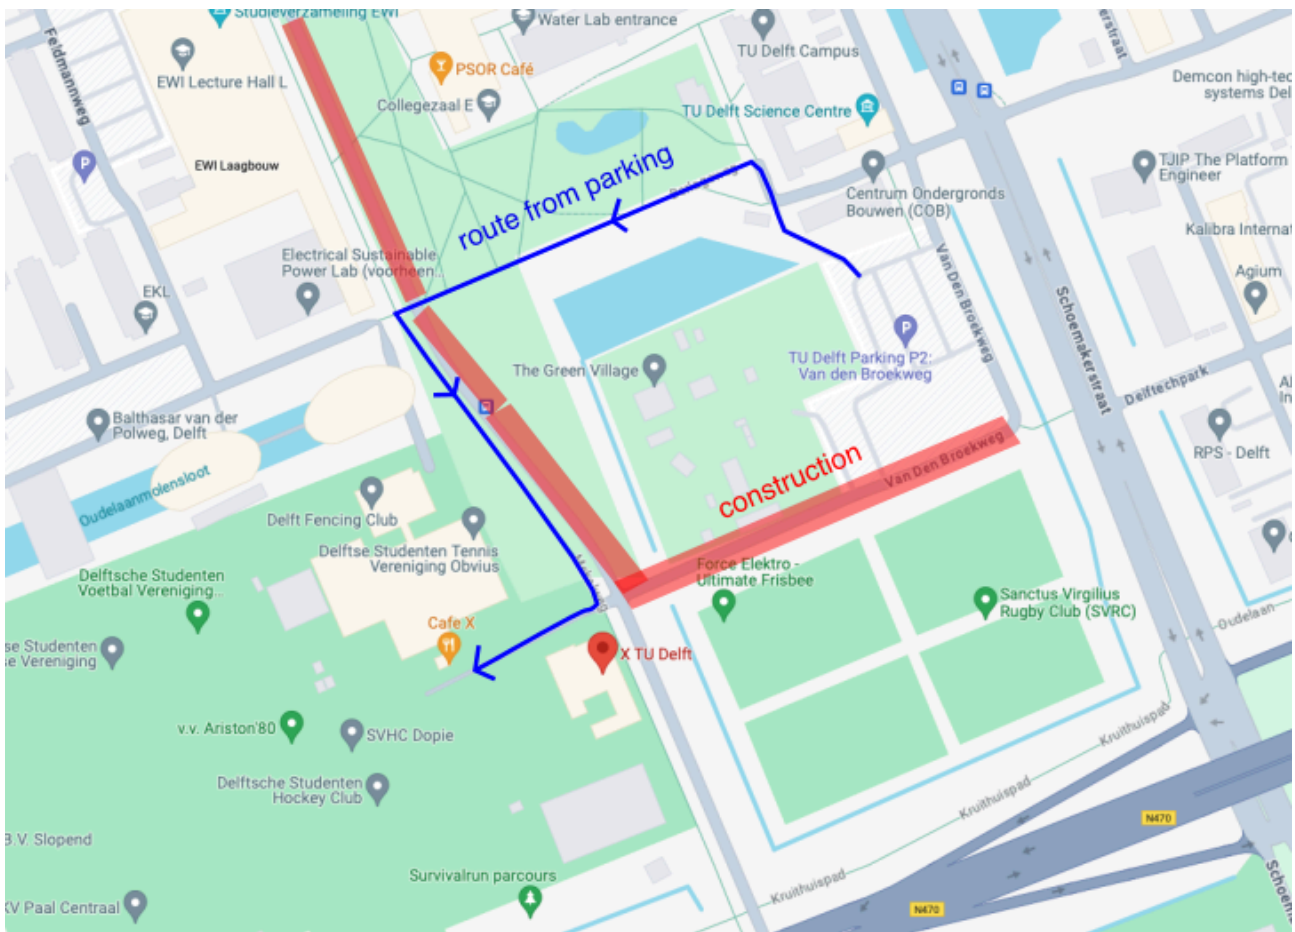 Studieverzameling EWI
Feldmannweg
EWI Lecture Hall L
PSOR Café
Collegezaal E
Water Lab entrance
TU Delft Campus
TU Delft Science Centre
Demcon high-tec
systems Del
TJIP The Platform
Engineer
EWI Laagbouw
route from parking
Centrum Ondergronds
Bouwen (COB)
Kalibra Internat
Agium
Electrical Sustainable
Power Lab (voorheen...
EKL
Van Den Broekweg
Schoemakerstraat
P
P
The Green Village
TU Delft Parking P2:
Van den Broekweg
Delftechpark
Balthasar van der
Polweg, Delft
Oudelaanmolensloot
construction
Van Den Broekweg
RPS - Delft
Delft Fencing Club
Delftse Studenten Tennis
Vereniging Obvius
Delftsche Studenten
Voetbal Vereniging...
Force Elektro -
Ultimate Frisbee
Sanctus Virgilius
Rugby Club (SVRC)
Oudelaan
Cafe X
X TU Delft
se Studenten
se Vereniging
v.v. Ariston'80
SVHC Dopie
Delftsche Studenten
Hockey Club
Kruithuispad
Kruithuispad
Kruithuispad
N470
N470
B.V. Slopend
Survivalrun parcours
KV Paal Centraal
Schoem